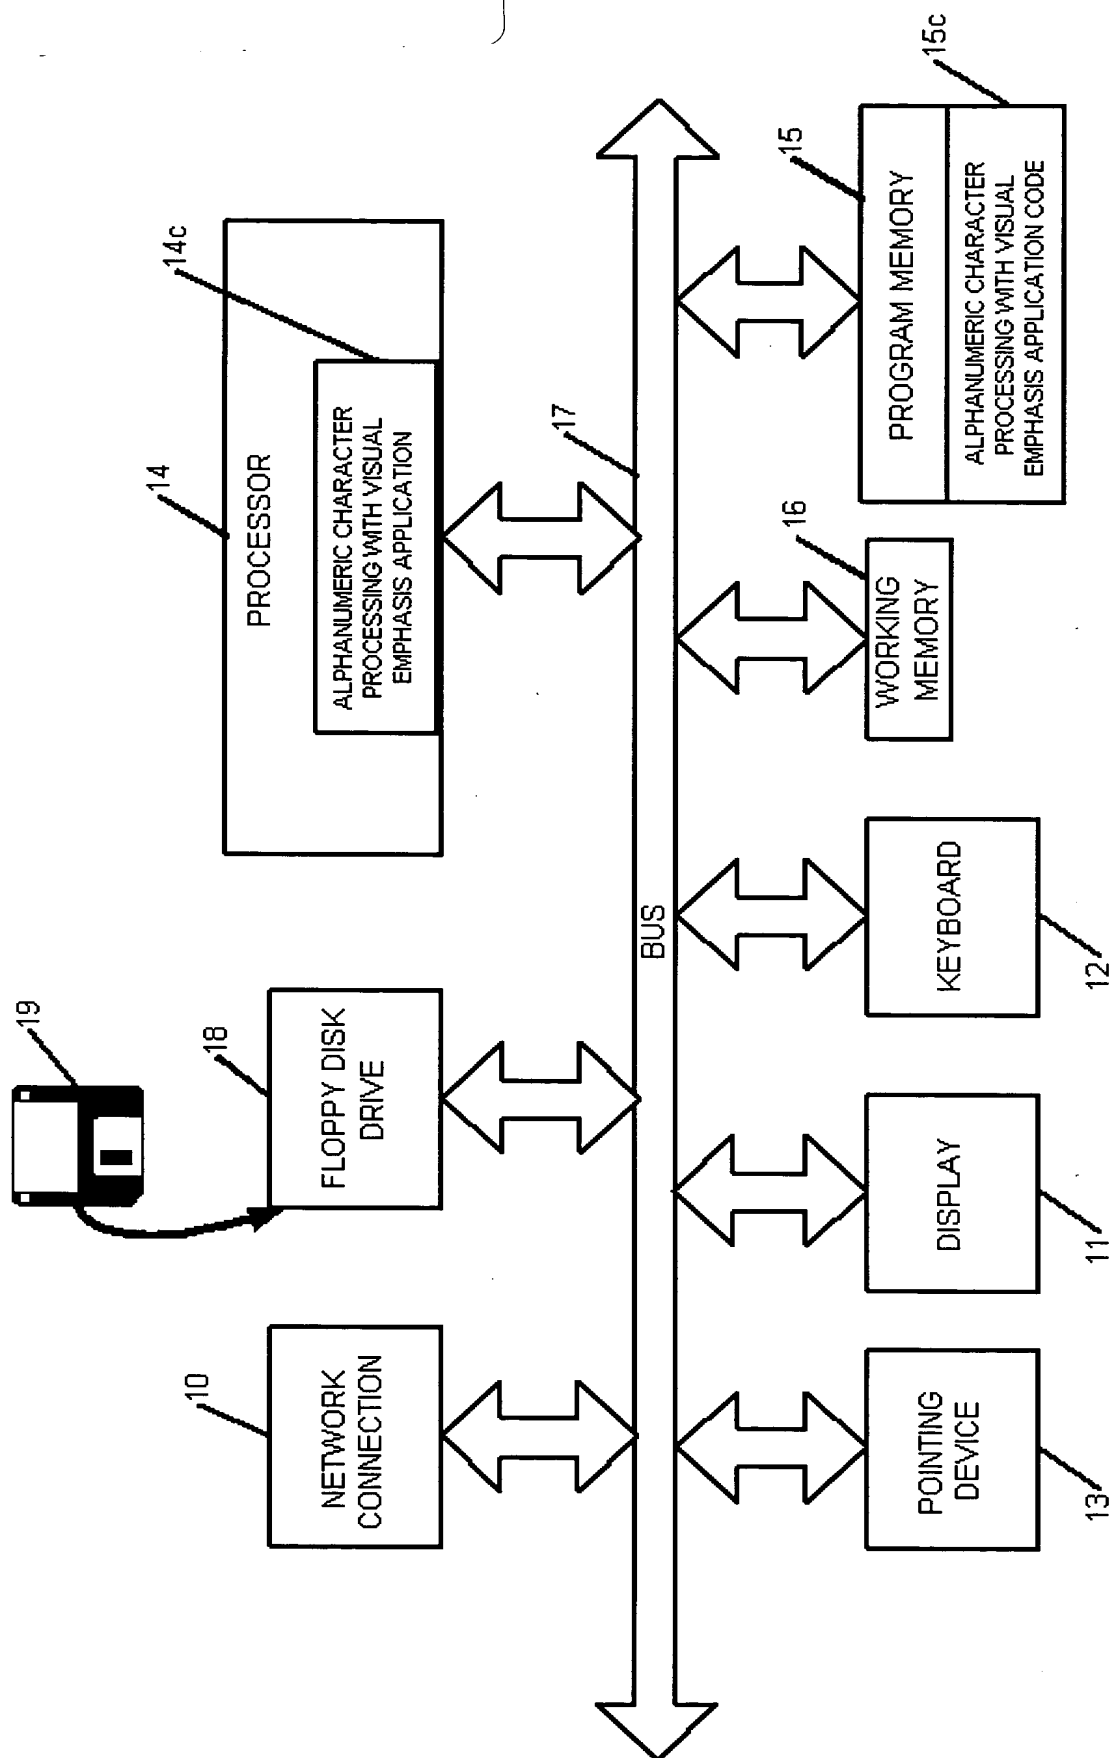 19
10
NETWORK
CONNECTION
18
FLOPPY DISK
DRIVE
14
PROCESSOR
14c
ALPHANUMERIC CHARACTER
PROCESSING WITH VISUAL
EMPHASIS APPLICATION
BUS
17
POINTING
DEVICE
13
DISPLAY
11
KEYBOARD
12
16
WORKING
MEMORY
15
PROGRAM MEMORY
15c
ALPHANUMERIC CHARACTER
PROCESSING WITH VISUAL
EMPHASIS APPLICATION CODE